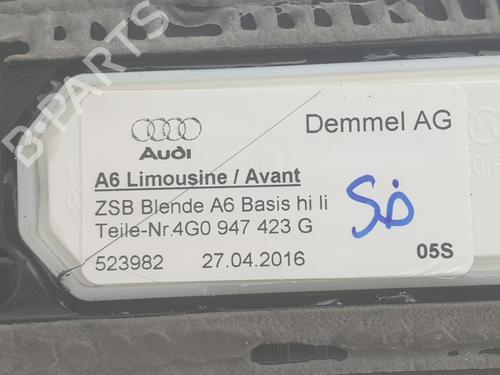 Audi
Demmel AG
A6 Limousine / Avant
ZSB Blende A6 Basis hi li
Teile-Nr.4G0 947 423 G
523982 27.04.2016
05S
B-PARTS